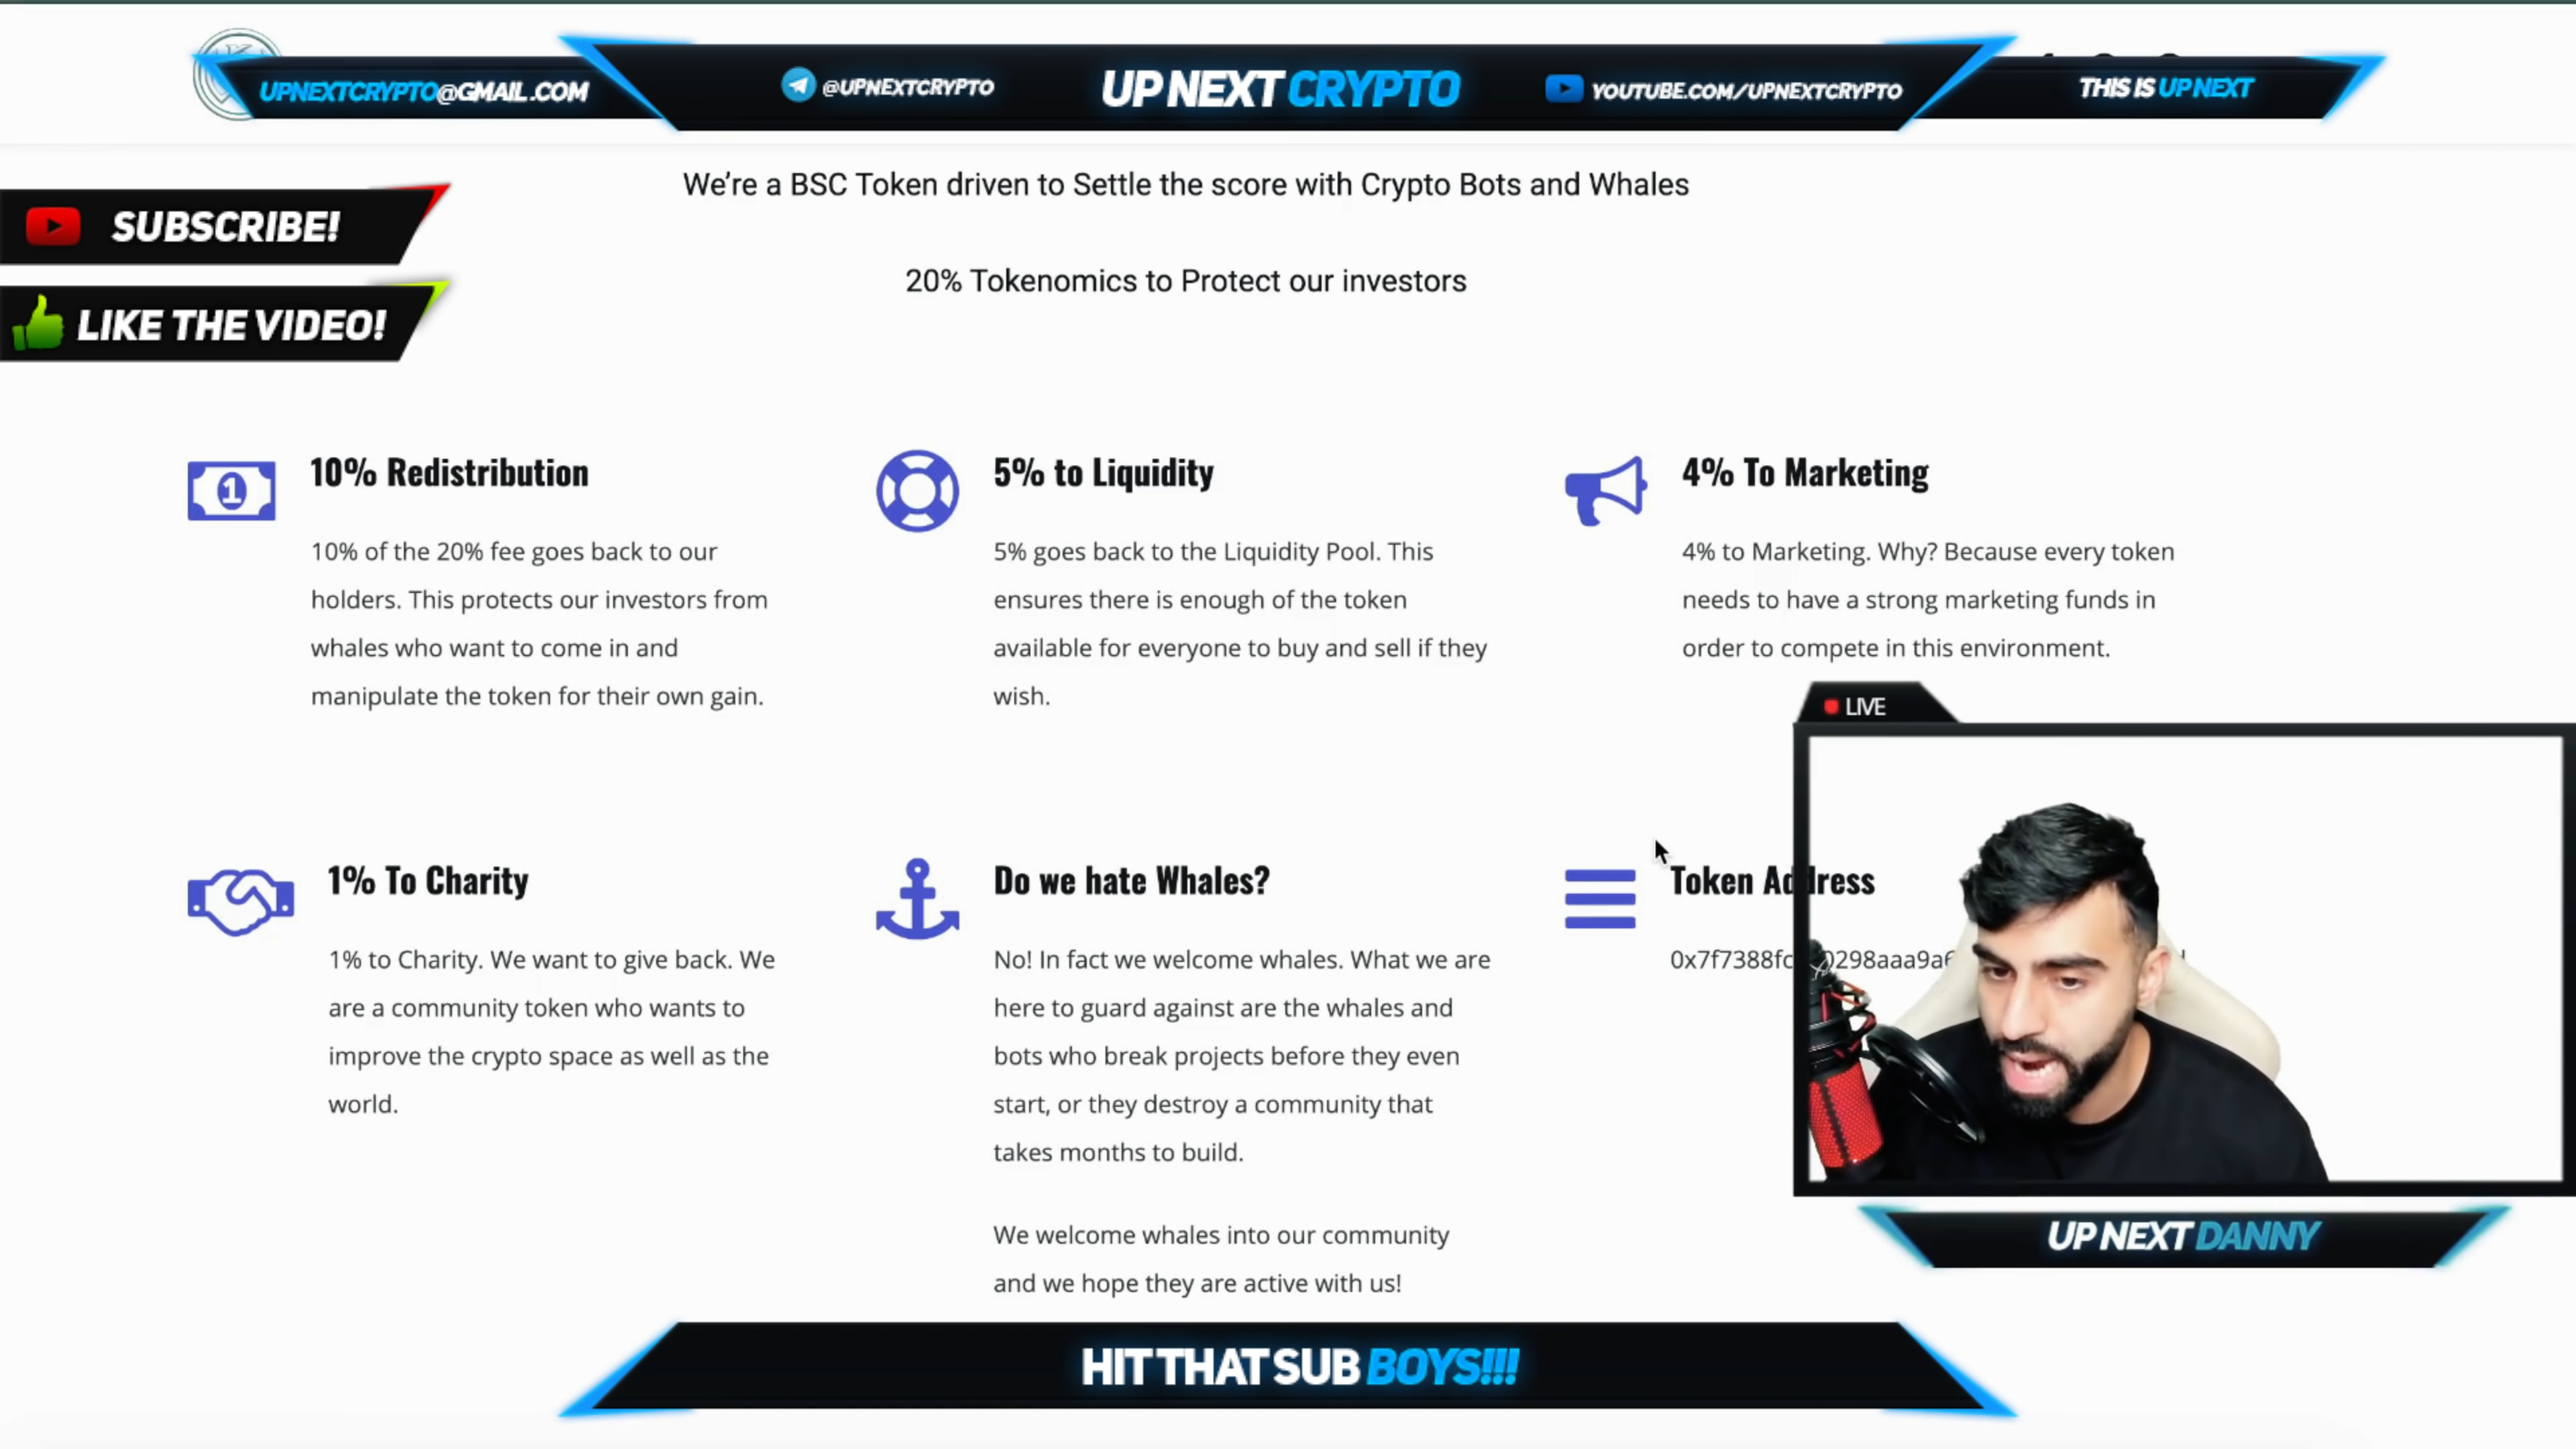 UPNEXTCRYPTO@GMAIL.COM
@UPNEXTCRYPTO
UP NEXT CRYPTO
YOUTUBE.COM/UPNEXTCRYPTO
THIS IS UP NEXT
We're a BSC Token driven to Settle the score with Crypto Bots and Whales
SUBSCRIBE!
20% Tokenomics to Protect our investors
LIKE THE VIDEO!
10% Redistribution
10% of the 20% fee goes back to our
holders. This protects our investors from
whales who want to come in and
manipulate the token for their own gain.
5% to Liquidity
5% goes back to the Liquidity Pool. This
ensures there is enough of the token
available for everyone to buy and sell if they
wish.
4% To Marketing
4% to Marketing. Why? Because every token
needs to have a strong marketing funds in
order to compete in this environment.
LIVE
1% To Charity
1% to Charity. We want to give back. We
are a community token who wants to
improve the crypto space as well as the
world.
Do we hate Whales?
No! In fact we welcome whales. What we are
here to guard against are the whales and
bots who break projects before they even
start, or they destroy a community that
takes months to build.
We welcome whales into our community
and we hope they are active with us!
Token Address
UP NEXT DANNY
HIT THAT SUB BOYS!!!